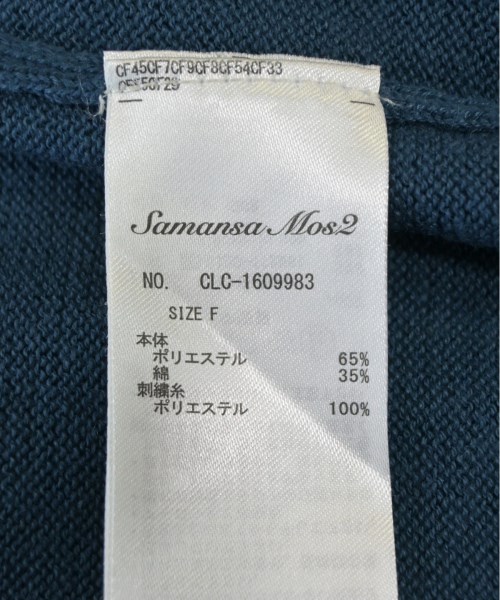 CF45CF7CF9CF8CF54CF33
Samansa Mos2
NO. CLC-1609983
SIZE F
本体
ポリエステル 65%
綿 35%
刺繍糸
ポリエステル 100%